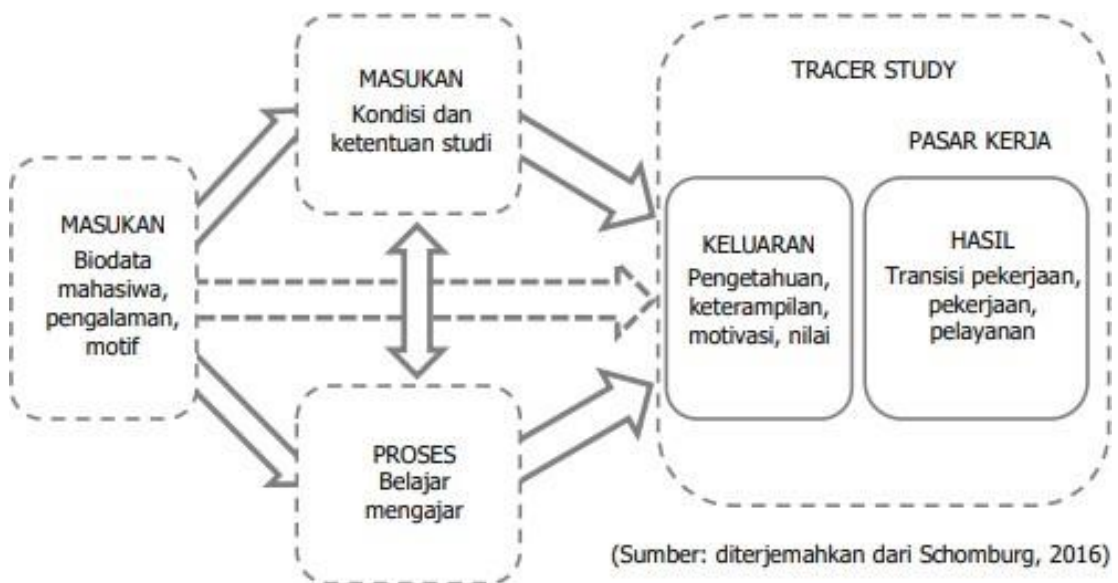 MASUKAN
Biodata
mahasiwa,
pengalaman,
motif
MASUKAN
Kondisi dan
ketentuan studi
PROSES
Belajar
mengajar
TRACER STUDY
PASAR KERJA
KELUARAN
Pengetahuan,
keterampilan,
motivasi, nilai
HASIL
Transisi pekerjaan,
pekerjaan,
pelayanan
(Sumber: diterjemahkan dari Schomburg, 2016)